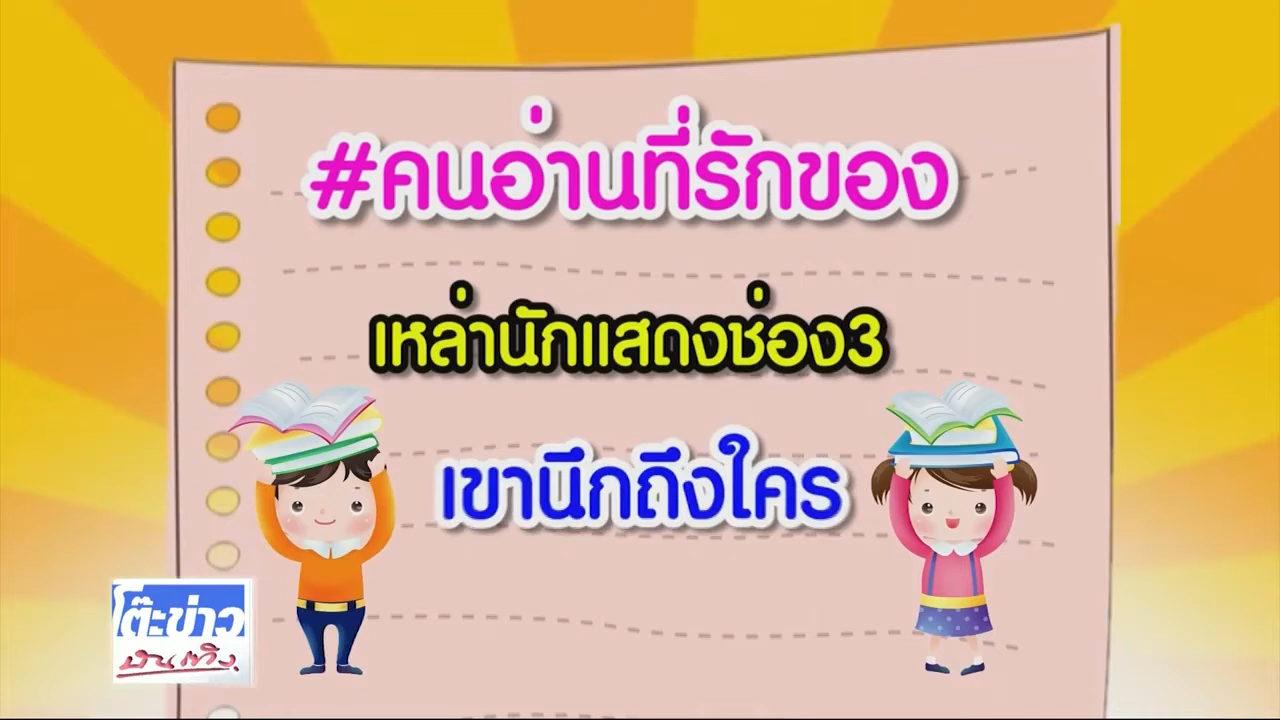 #คนอ่านที่รักของ
เหล่านักแสดงช่อง3
เขานึกถึงใคร
โต๊ะข่าว
บันเทิง